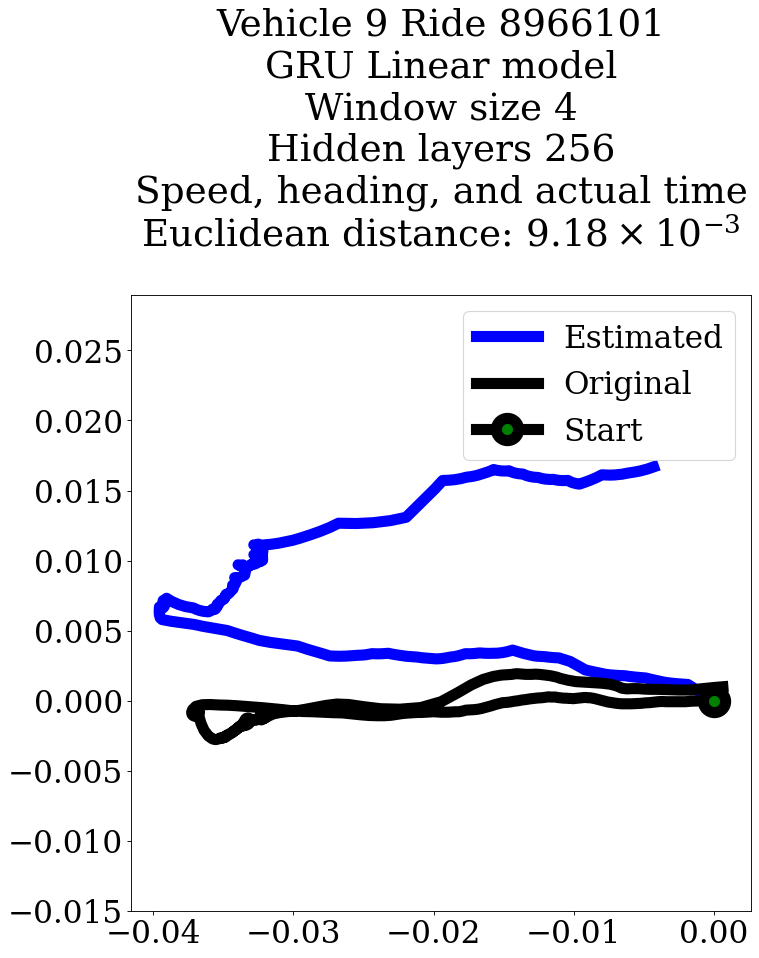 Vehicle 9 Ride 8966101
GRU Linear model
Window size 4
Hidden layers 256
Speed, heading, and actual time
Euclidean distance: 9.18 × 10⁻³
Estimated
Original
Start
0.025
0.020
0.015
0.010
0.005
0.000
−0.005
−0.010
−0.015
−0.04 −0.03 −0.02 −0.01 0.00